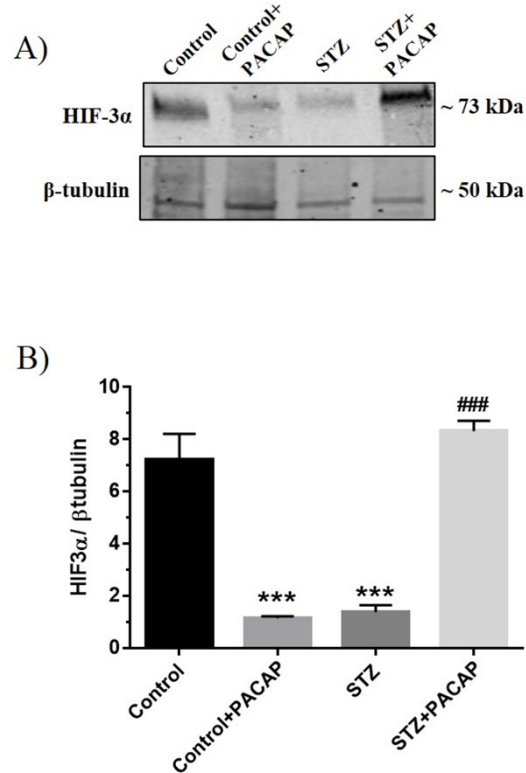 A)
Control
Control+
PACAP
STZ
STZ+
PACAP
HIF-3α
~ 73 kDa
β-tubulin
~ 50 kDa
B)
HIF3α/ βtubulin
10
8
6
4
2
0
***
***
###
Control
Control+PACAP
STZ
STZ+PACAP